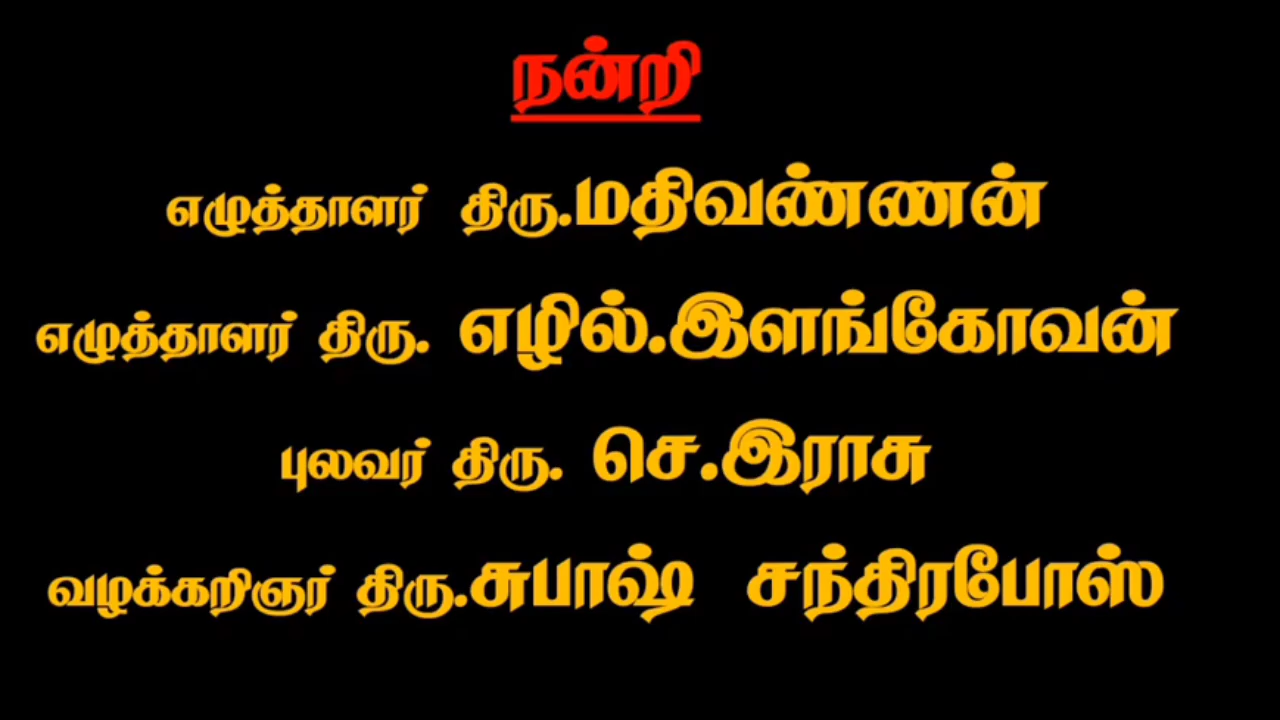 நன்றி
எழுத்தாளர் திரு.மதிவண்ணன்
எழுத்தாளர் திரு. எழில்.இளங்கோவன்
புலவர் திரு. செ.இராசு
வழக்கறிஞர் திரு.சுபாஷ் சந்திரபோஸ்